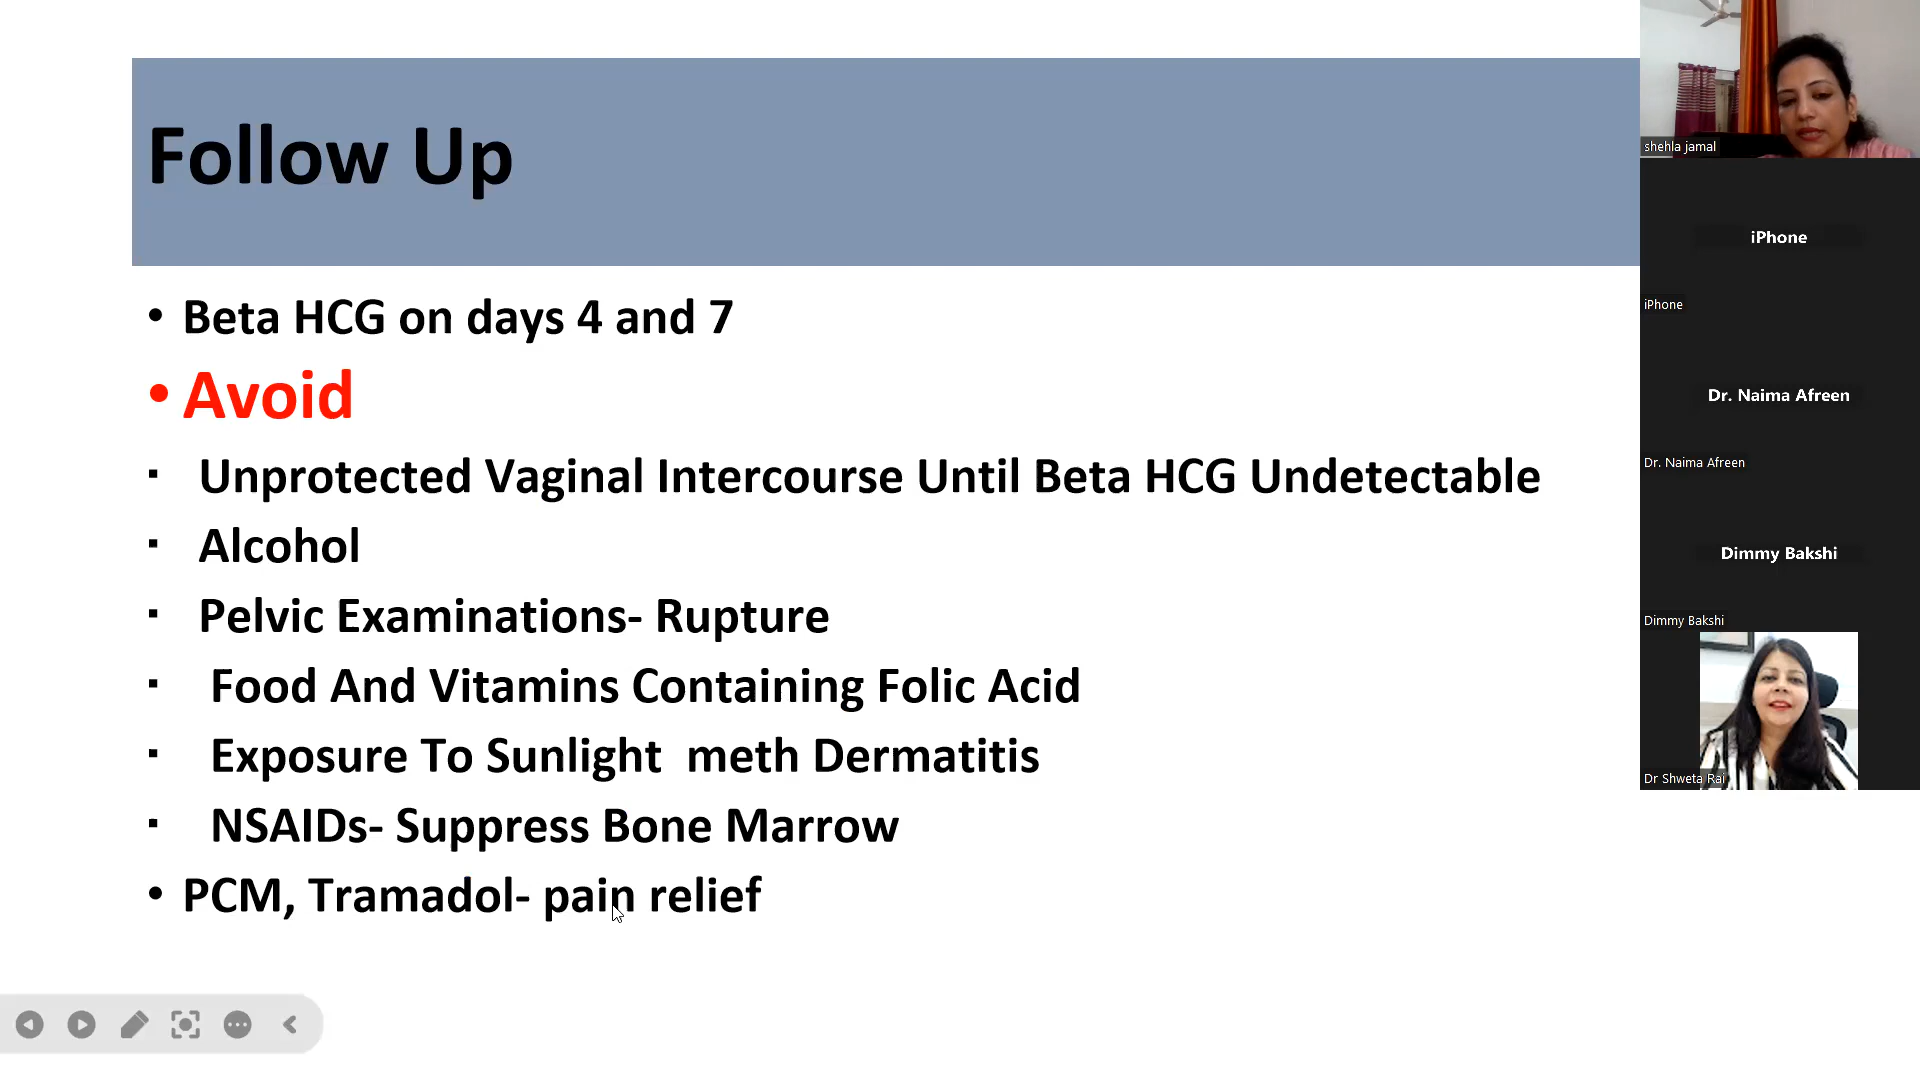 Follow Up
• Beta HCG on days 4 and 7
• Avoid
▪ Unprotected Vaginal Intercourse Until Beta HCG Undetectable
▪ Alcohol
▪ Pelvic Examinations- Rupture
▪ Food And Vitamins Containing Folic Acid
▪ Exposure To Sunlight meth Dermatitis
▪ NSAIDs- Suppress Bone Marrow
• PCM, Tramadol- pain relief
shehla jamal
iPhone
iPhone
Dr. Naima Afreen
Dr. Naima Afreen
Dimmy Bakshi
Dimmy Bakshi
Dr Shweta Rai